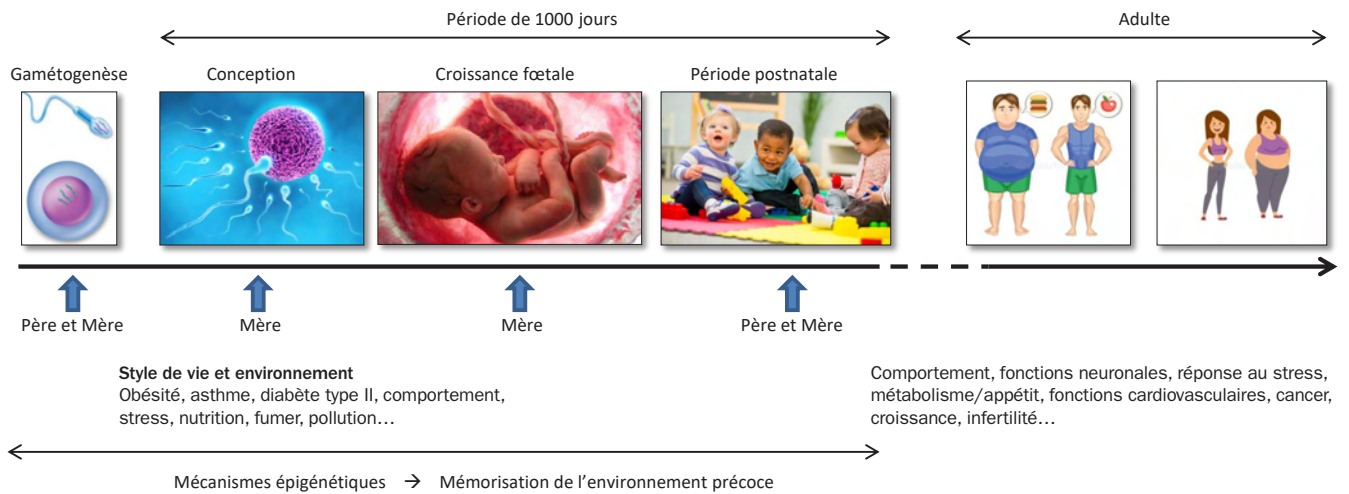 Période de 1000 jours
Adulte
Gamétogenèse
Conception
Croissance fœtale
Période postnatale
Père et Mère
Mère
Mère
Père et Mère
Style de vie et environnement
Obésité, asthme, diabète type II, comportement,
stress, nutrition, fumer, pollution…
Comportement, fonctions neuronales, réponse au stress,
métabolisme/appétit, fonctions cardiovasculaires, cancer,
croissance, infertilité…
Mécanismes épigénétiques → Mémorisation de l’environnement précoce